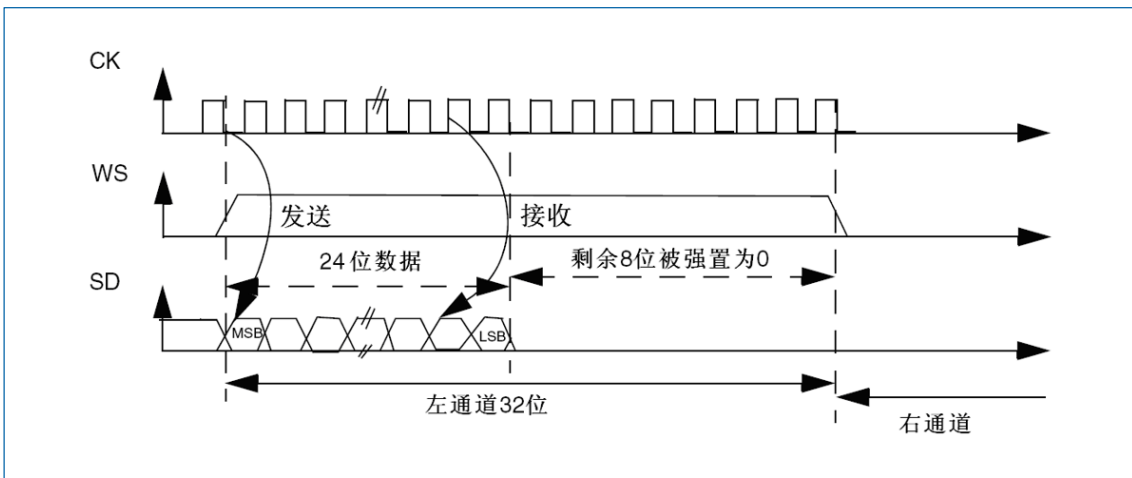 CK
WS
发送
接收
24位数据
剩余8位被强置为0
SD
MSB
LSB
左通道32位
右通道